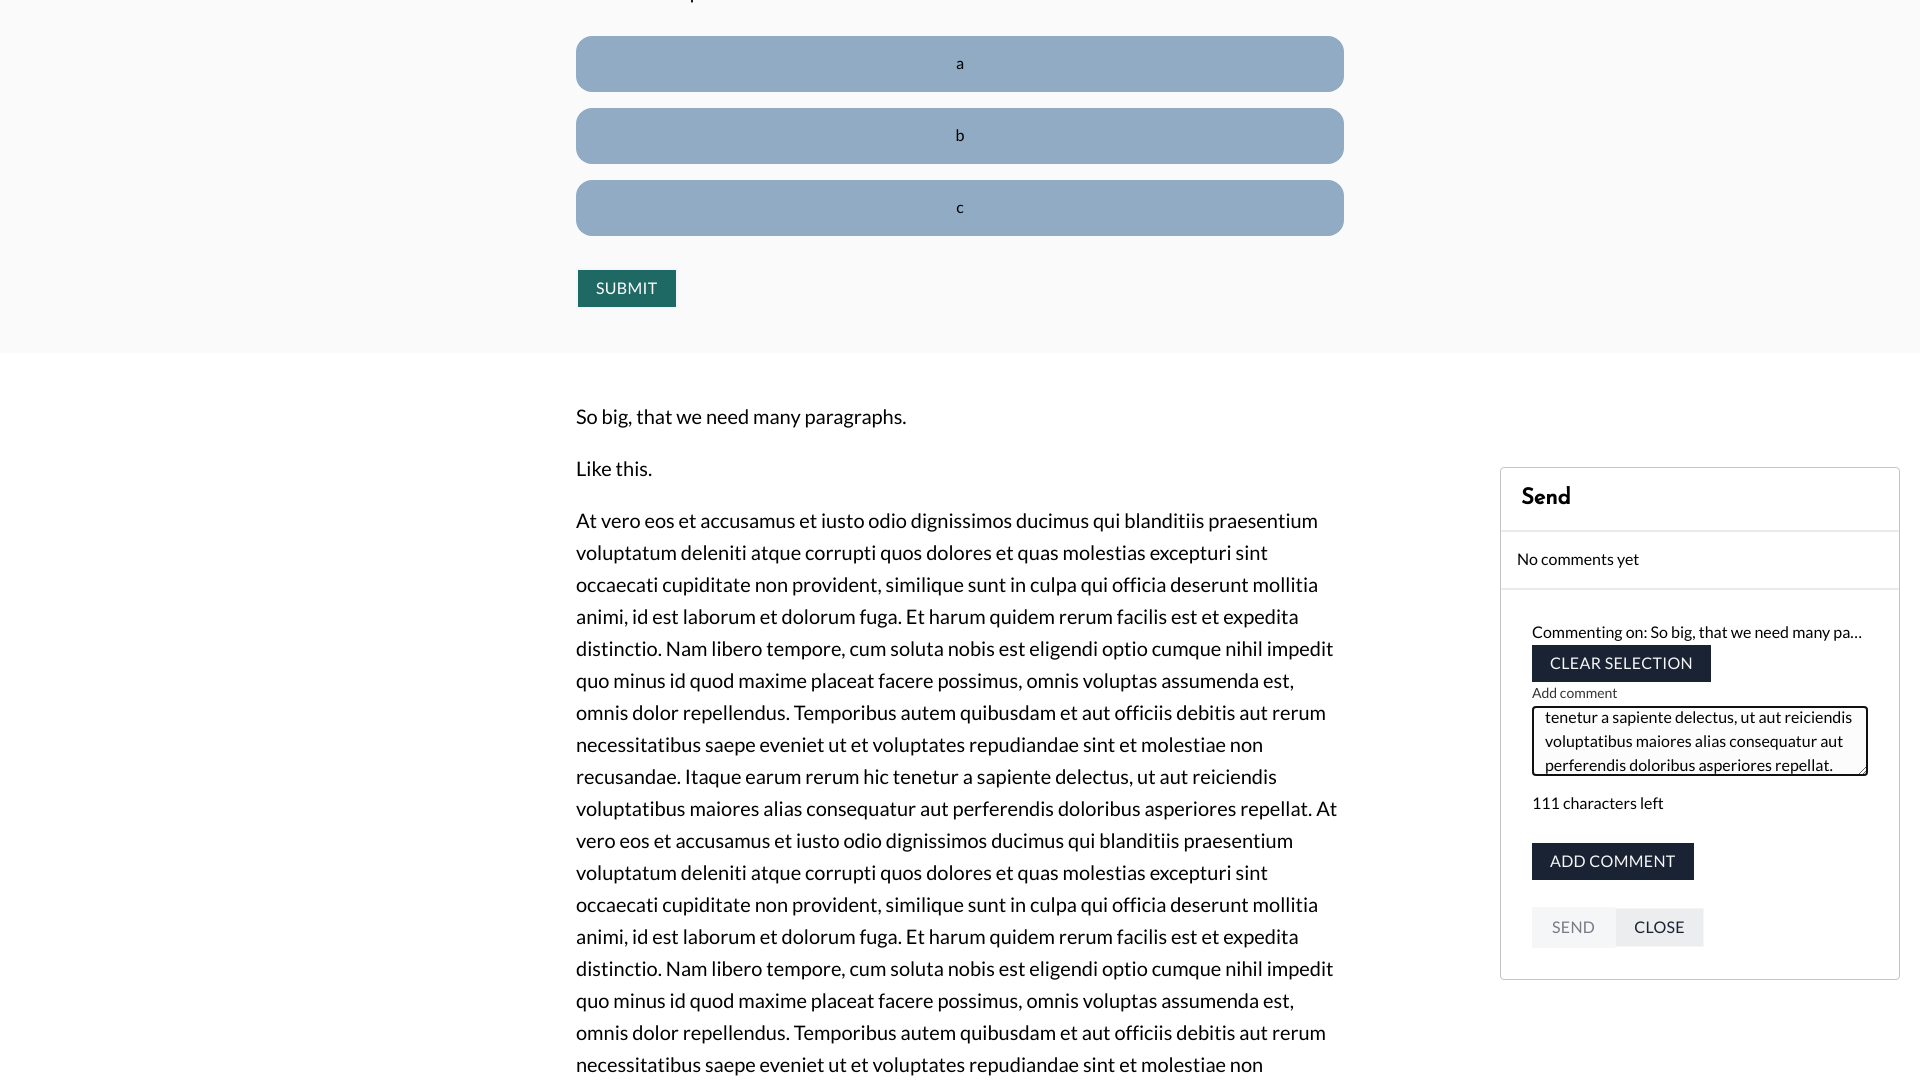 a
b
c
SUBMIT
So big, that we need many paragraphs.
Like this.
At vero eos et accusamus et iusto odio dignissimos ducimus qui blanditiis praesentium
voluptatum deleniti atque corrupti quos dolores et quas molestias excepturi sint
occaecati cupiditate non provident, similique sunt in culpa qui officia deserunt mollitia
animi, id est laborum et dolorum fuga. Et harum quidem rerum facilis est et expedita
distinctio. Nam libero tempore, cum soluta nobis est eligendi optio cumque nihil impedit
quo minus id quod maxime placeat facere possimus, omnis voluptas assumenda est,
omnis dolor repellendus. Temporibus autem quibusdam et aut officiis debitis aut rerum
necessitatibus saepe eveniet ut et voluptates repudiandae sint et molestiae non
recusandae. Itaque earum rerum hic tenetur a sapiente delectus, ut aut reiciendis
voluptatibus maiores alias consequatur aut perferendis doloribus asperiores repellat. At
vero eos et accusamus et iusto odio dignissimos ducimus qui blanditiis praesentium
voluptatum deleniti atque corrupti quos dolores et quas molestias excepturi sint
occaecati cupiditate non provident, similique sunt in culpa qui officia deserunt mollitia
animi, id est laborum et dolorum fuga. Et harum quidem rerum facilis est et expedita
distinctio. Nam libero tempore, cum soluta nobis est eligendi optio cumque nihil impedit
quo minus id quod maxime placeat facere possimus, omnis voluptas assumenda est,
omnis dolor repellendus. Temporibus autem quibusdam et aut officiis debitis aut rerum
necessitatibus saepe eveniet ut et voluptates repudiandae sint et molestiae non
Send
No comments yet
Commenting on: So big, that we need many pa...
CLEAR SELECTION
Add comment
tenetur a sapiente delectus, ut aut reiciendis
voluptatibus maiores alias consequatur aut
perferendis doloribus asperiores repellat.
111 characters left
ADD COMMENT
SEND CLOSE